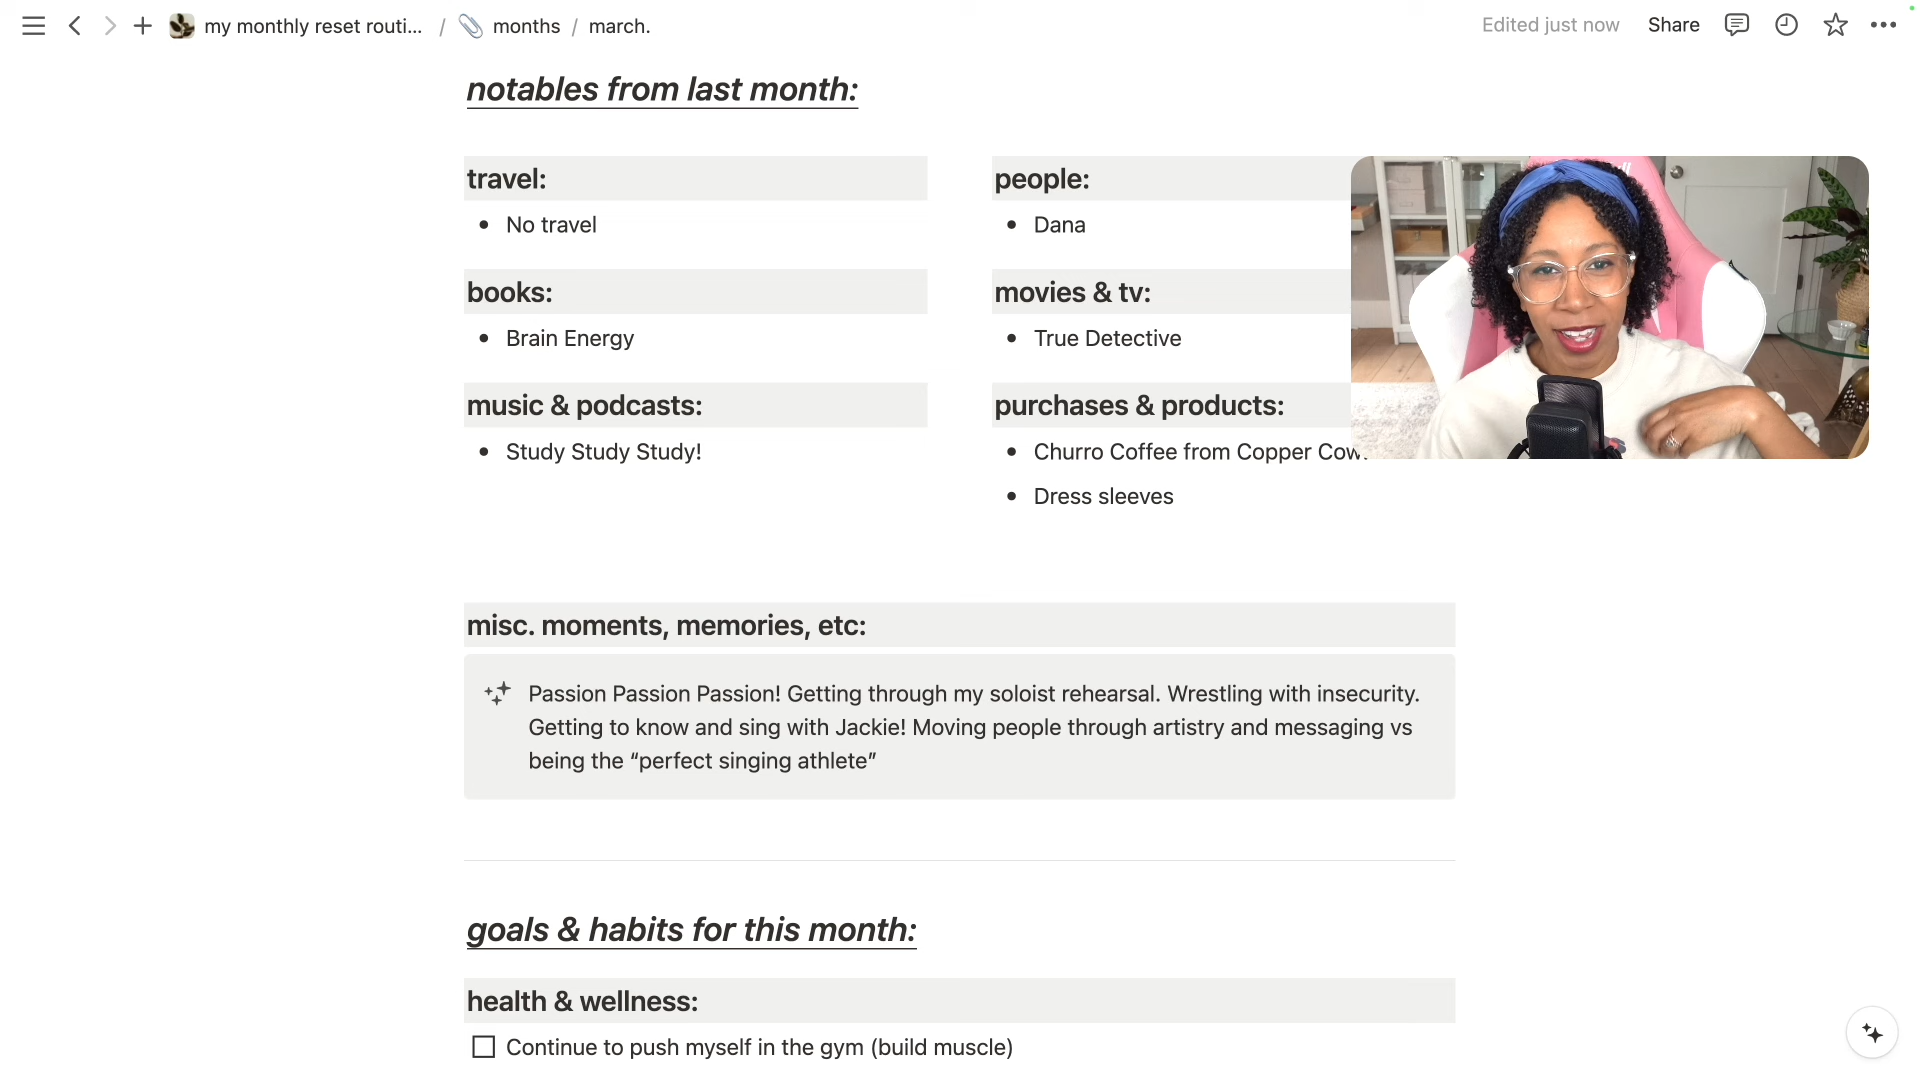 my monthly reset routi... / months / march.
Edited just now Share
notables from last month:
travel:
• No travel
people:
• Dana
books:
• Brain Energy
movies & tv:
• True Detective
music & podcasts:
• Study Study Study!
purchases & products:
• Churro Coffee from Copper Cow
• Dress sleeves
misc. moments, memories, etc:
Passion Passion Passion! Getting through my soloist rehearsal. Wrestling with insecurity.
Getting to know and sing with Jackie! Moving people through artistry and messaging vs
being the “perfect singing athlete”
goals & habits for this month:
health & wellness:
Continue to push myself in the gym (build muscle)